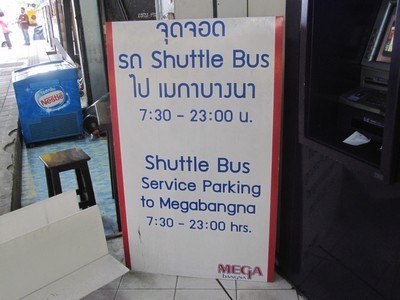 จุดจอด
รถ Shuttle Bus
ไป เมกาบางนา
7:30 - 23:00 น.
Shuttle Bus
Service Parking
to Megabangna
7:30 - 23:00 hrs.
MEGA
BANGNA
Nestlé